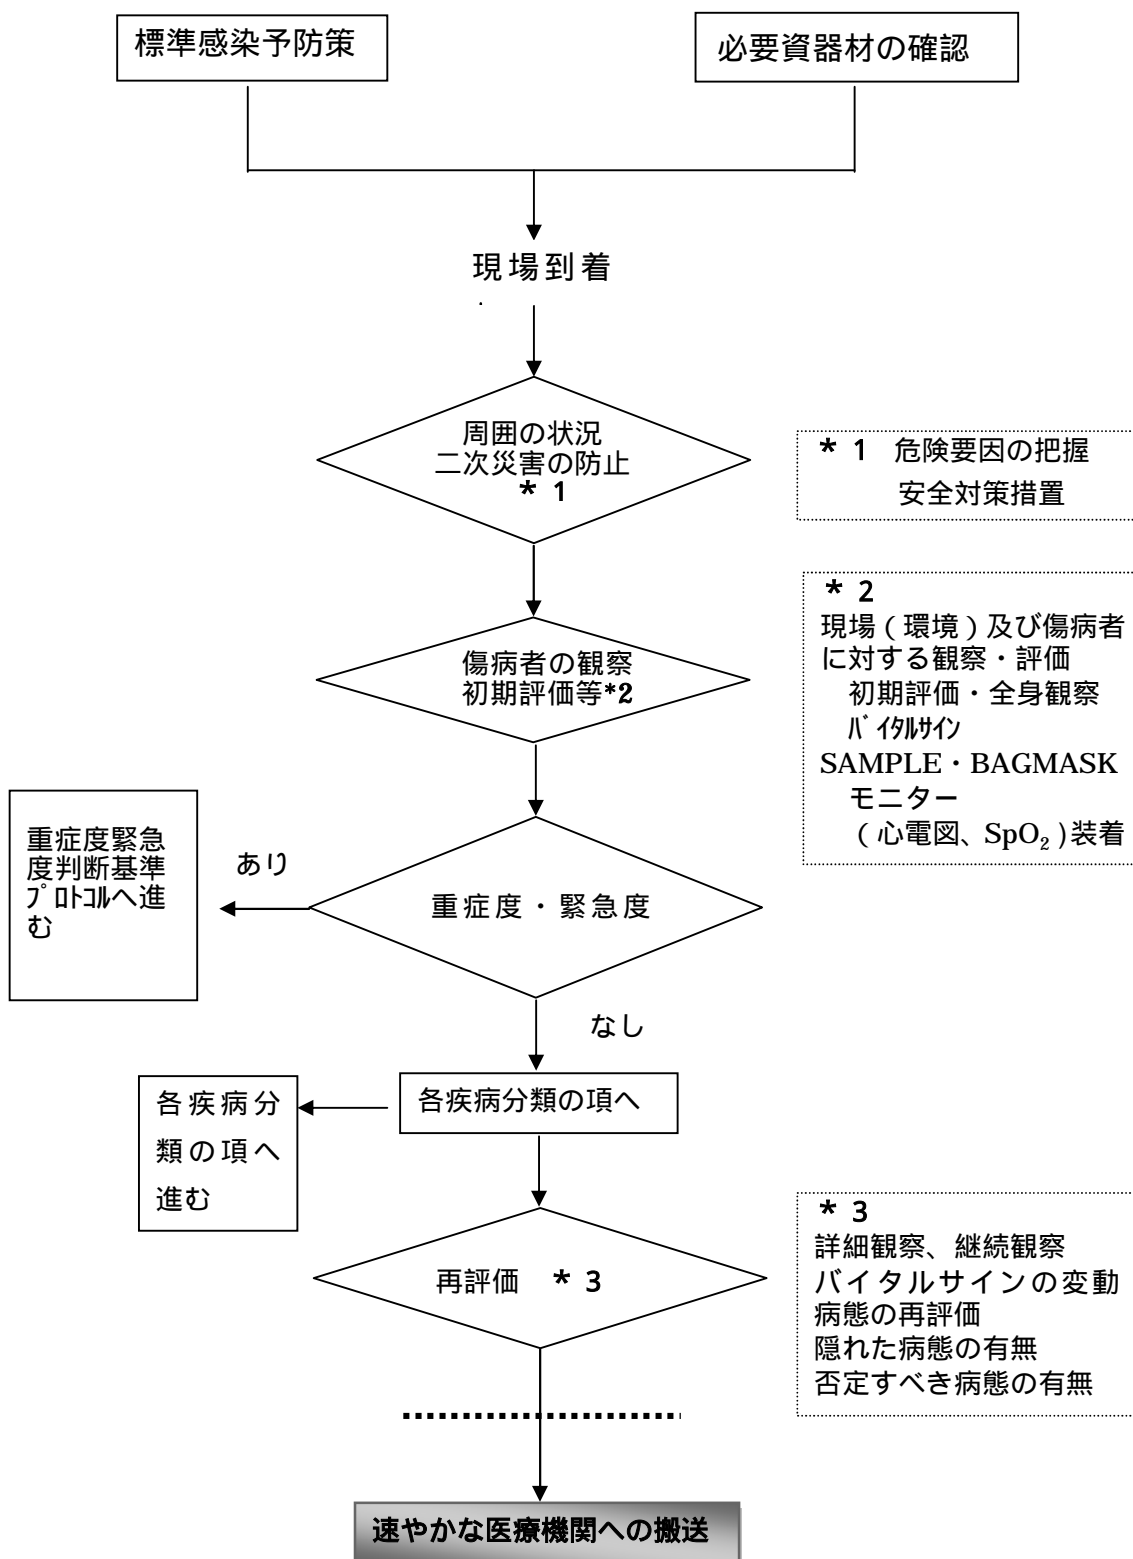 標準感染予防策
必要資器材の確認
現場到着
周囲の状況
二次災害の防止
* 1
* 1 危険要因の把握
安全対策措置
傷病者の観察
初期評価等*2
* 2
現場（環境）及び傷病者
に対する観察・評価
初期評価・全身観察
ﾊﾞｲﾀﾙｻｲﾝ
SAMPLE・BAGMASK
モニター
（心電図、SpO₂）装着
重症度・緊急度
あり
重症度緊急
度判断基準
ﾌﾟﾛﾄｺﾙへ進
む
なし
各疾病分類の項へ
各疾病分
類の項へ
進む
再評価 * 3
* 3
詳細観察、継続観察
バイタルサインの変動
病態の再評価
隠れた病態の有無
否定すべき病態の有無
速やかな医療機関への搬送